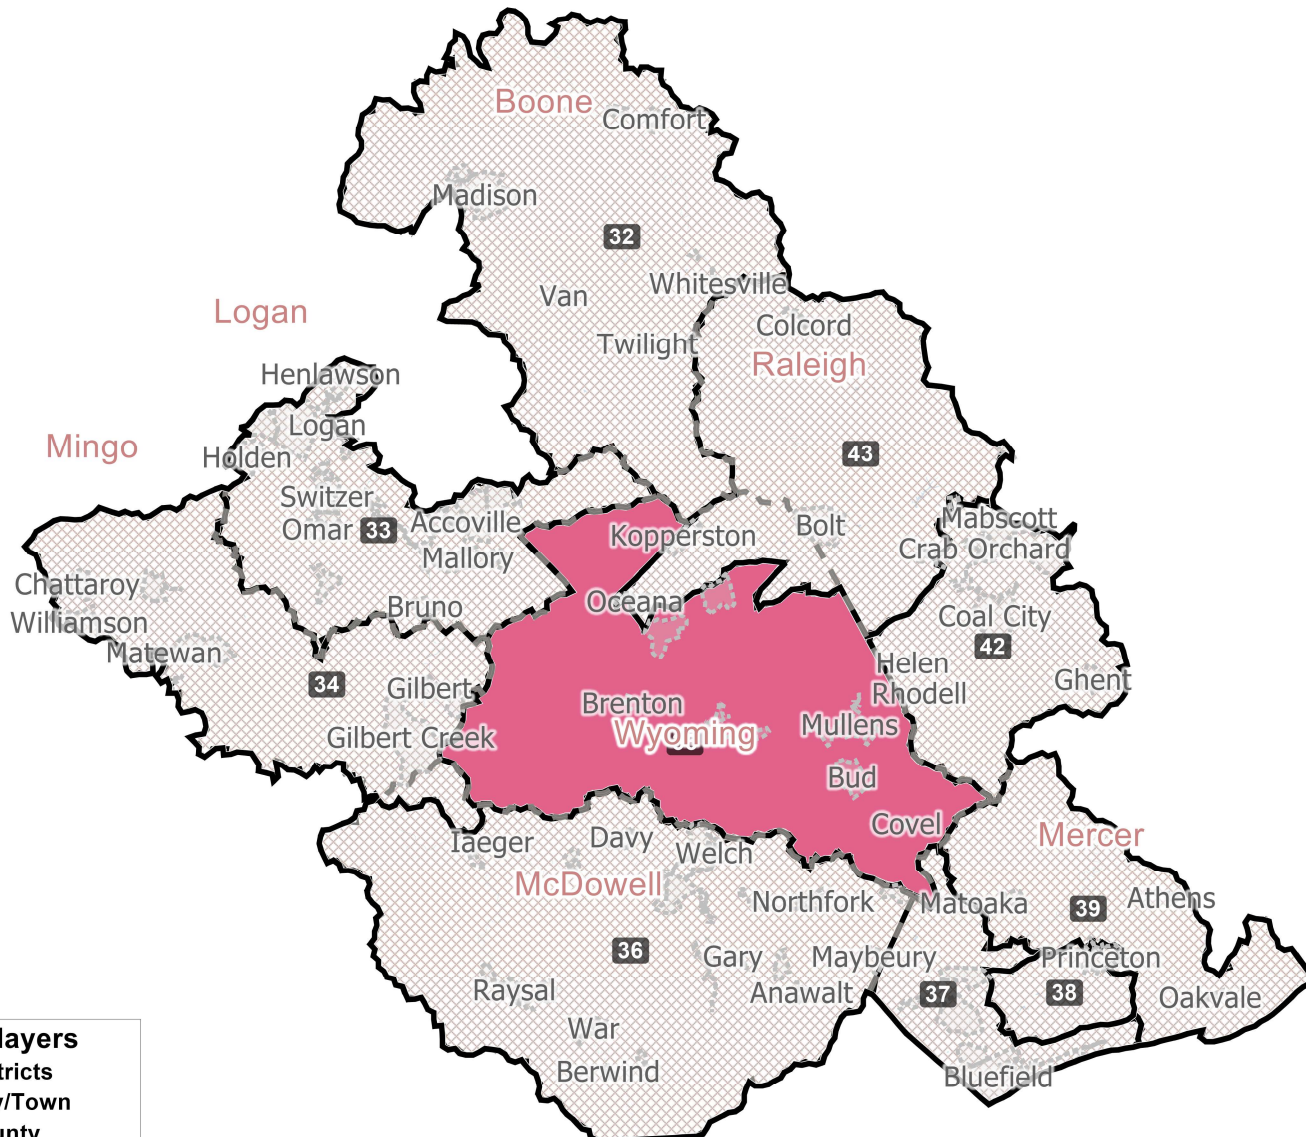 Boone
Comfort
Madison
32
Whitesville
Van
Logan
Colcord
Twilight
Raleigh
Henlawson
Logan
Mingo
43
Holden
Switzer
Omar
33
Accoville
Mabscott
Bolt
Kopperston
Crab Orchard
Mallory
Chattaroy
Oceana
Bruno
Coal City
Williamson
42
Matewan
Helen
Ghent
34
Gilbert
Rhodell
Brenton
Mullens
Wyoming
Gilbert Creek
Bud
Covel
Mercer
Iaeger
Davy
Welch
McDowell
Northfork
Matoaka
39
Athens
36
Gary
Maybeury
Princeton
Raysal
Anawalt
37
38
Oakvale
War
layers
tricts
Berwind
Bluefield
y/Town
unty